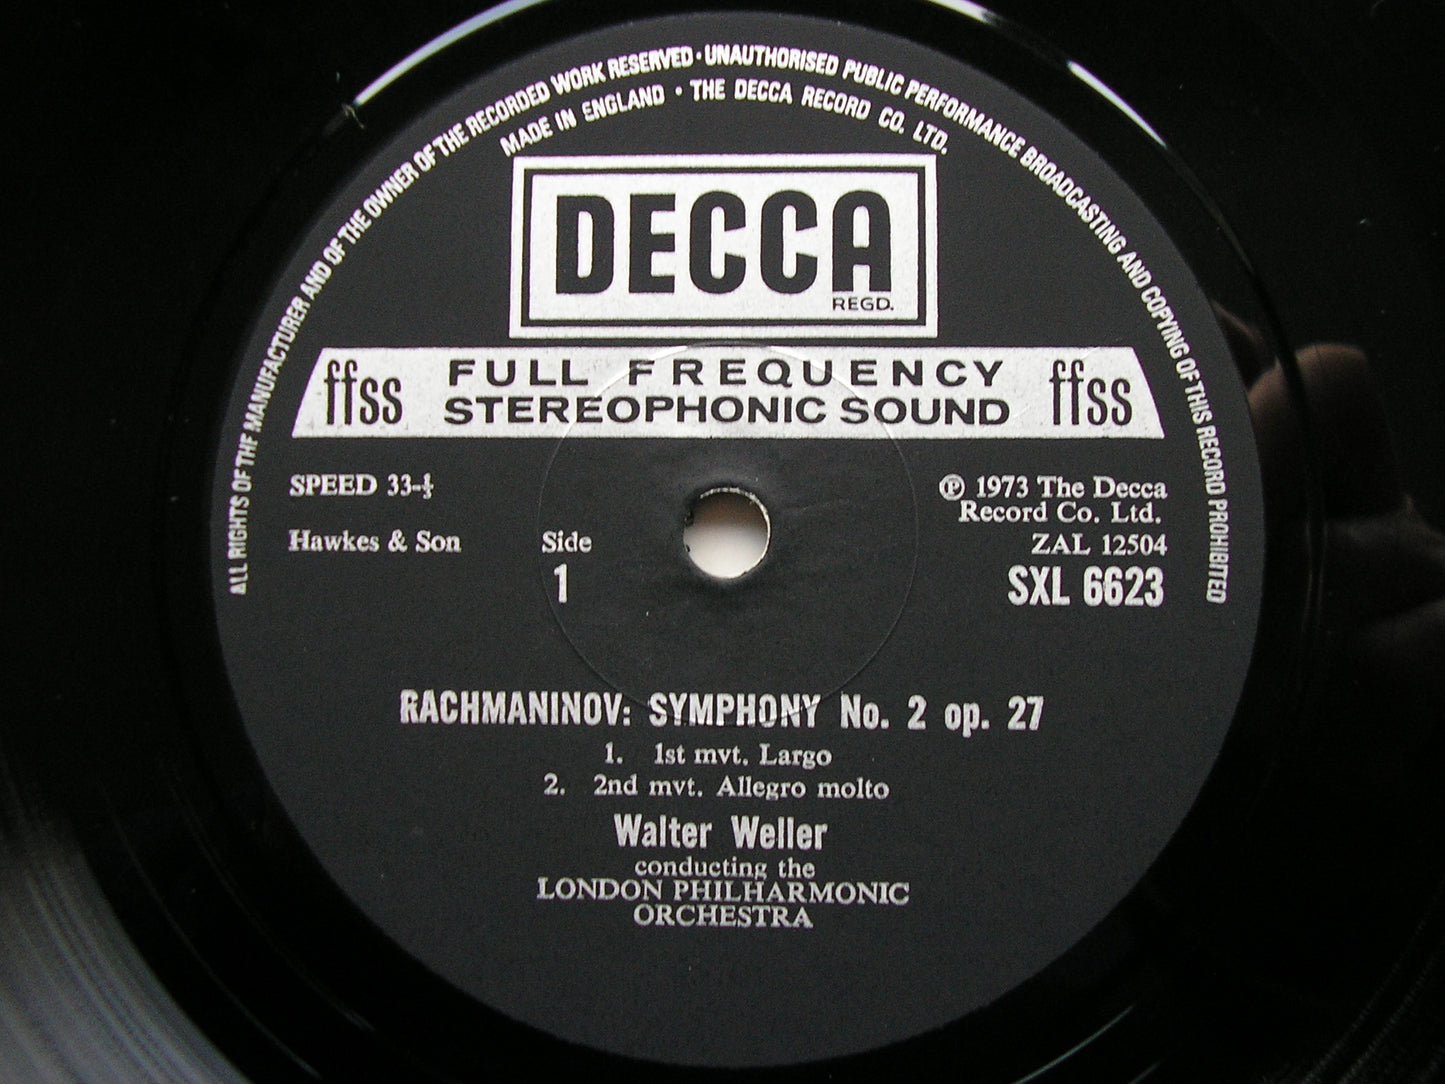 ALL RIGHTS OF THE MANUFACTURER AND OF THE OWNER OF THE RECORDED WORK RESERVED · UNAUTHORISED PUBLIC PERFORMANCE BROADCASTING AND COPYING OF THIS RECORD PROHIBITED
MADE IN ENGLAND · THE DECCA RECORD CO. LTD.
DECCA
REGD.
ffss FULL FREQUENCY ffss
STEREOPHONIC SOUND
SPEED 33-⅓
℗ 1973 The Decca
Record Co. Ltd.
Hawkes & Son
Side
ZAL 12504
1
SXL 6623
RACHMANINOV: SYMPHONY No. 2 op. 27
1. 1st mvt. Largo
2. 2nd mvt. Allegro molto
Walter Weller
conducting the
LONDON PHILHARMONIC
ORCHESTRA